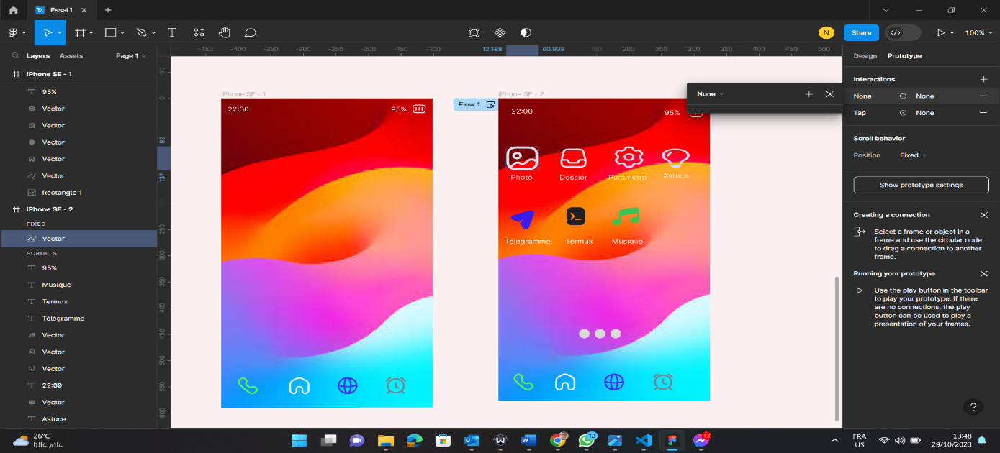 Essai1
Share
N
100%
Layers
Assets
Page 1
iPhone SE - 1
95%
Vector
Vector
Vector
Vector
Vector
Rectangle 1
iPhone SE - 2
FIXED
Vector
SCROLLS
95%
Musique
Termux
Télégramme
Vector
Vector
Vector
22:00
Vector
Astuce
-450 -400 -350 -300 -250 -200 -150 -100 12.188 60.938 150 200 250 300 350 400 450 500
-50
0
92
137
250
300
350
400
450
500
550
600
iPhone SE - 1
22:00 95%
Flow 1
iPhone SE - 2
22:00 95%
Photo Dossier Paramètre Astuce
Télégramme Termux Musique
None
Design Prototype
Interactions
None None
Tap None
Scroll behavior
Position Fixed
Show prototype settings
Creating a connection
Select a frame or object in a
frame and use the circular node
to drag a connection to another
frame.
Running your prototype
Use the play button in the toolbar
to play your prototype. If there
are no connections, the play
button can be used to play a
presentation of your frames.
?
26°C
غائم غالبا
12
13
FRA
US
13:48
29/10/2023